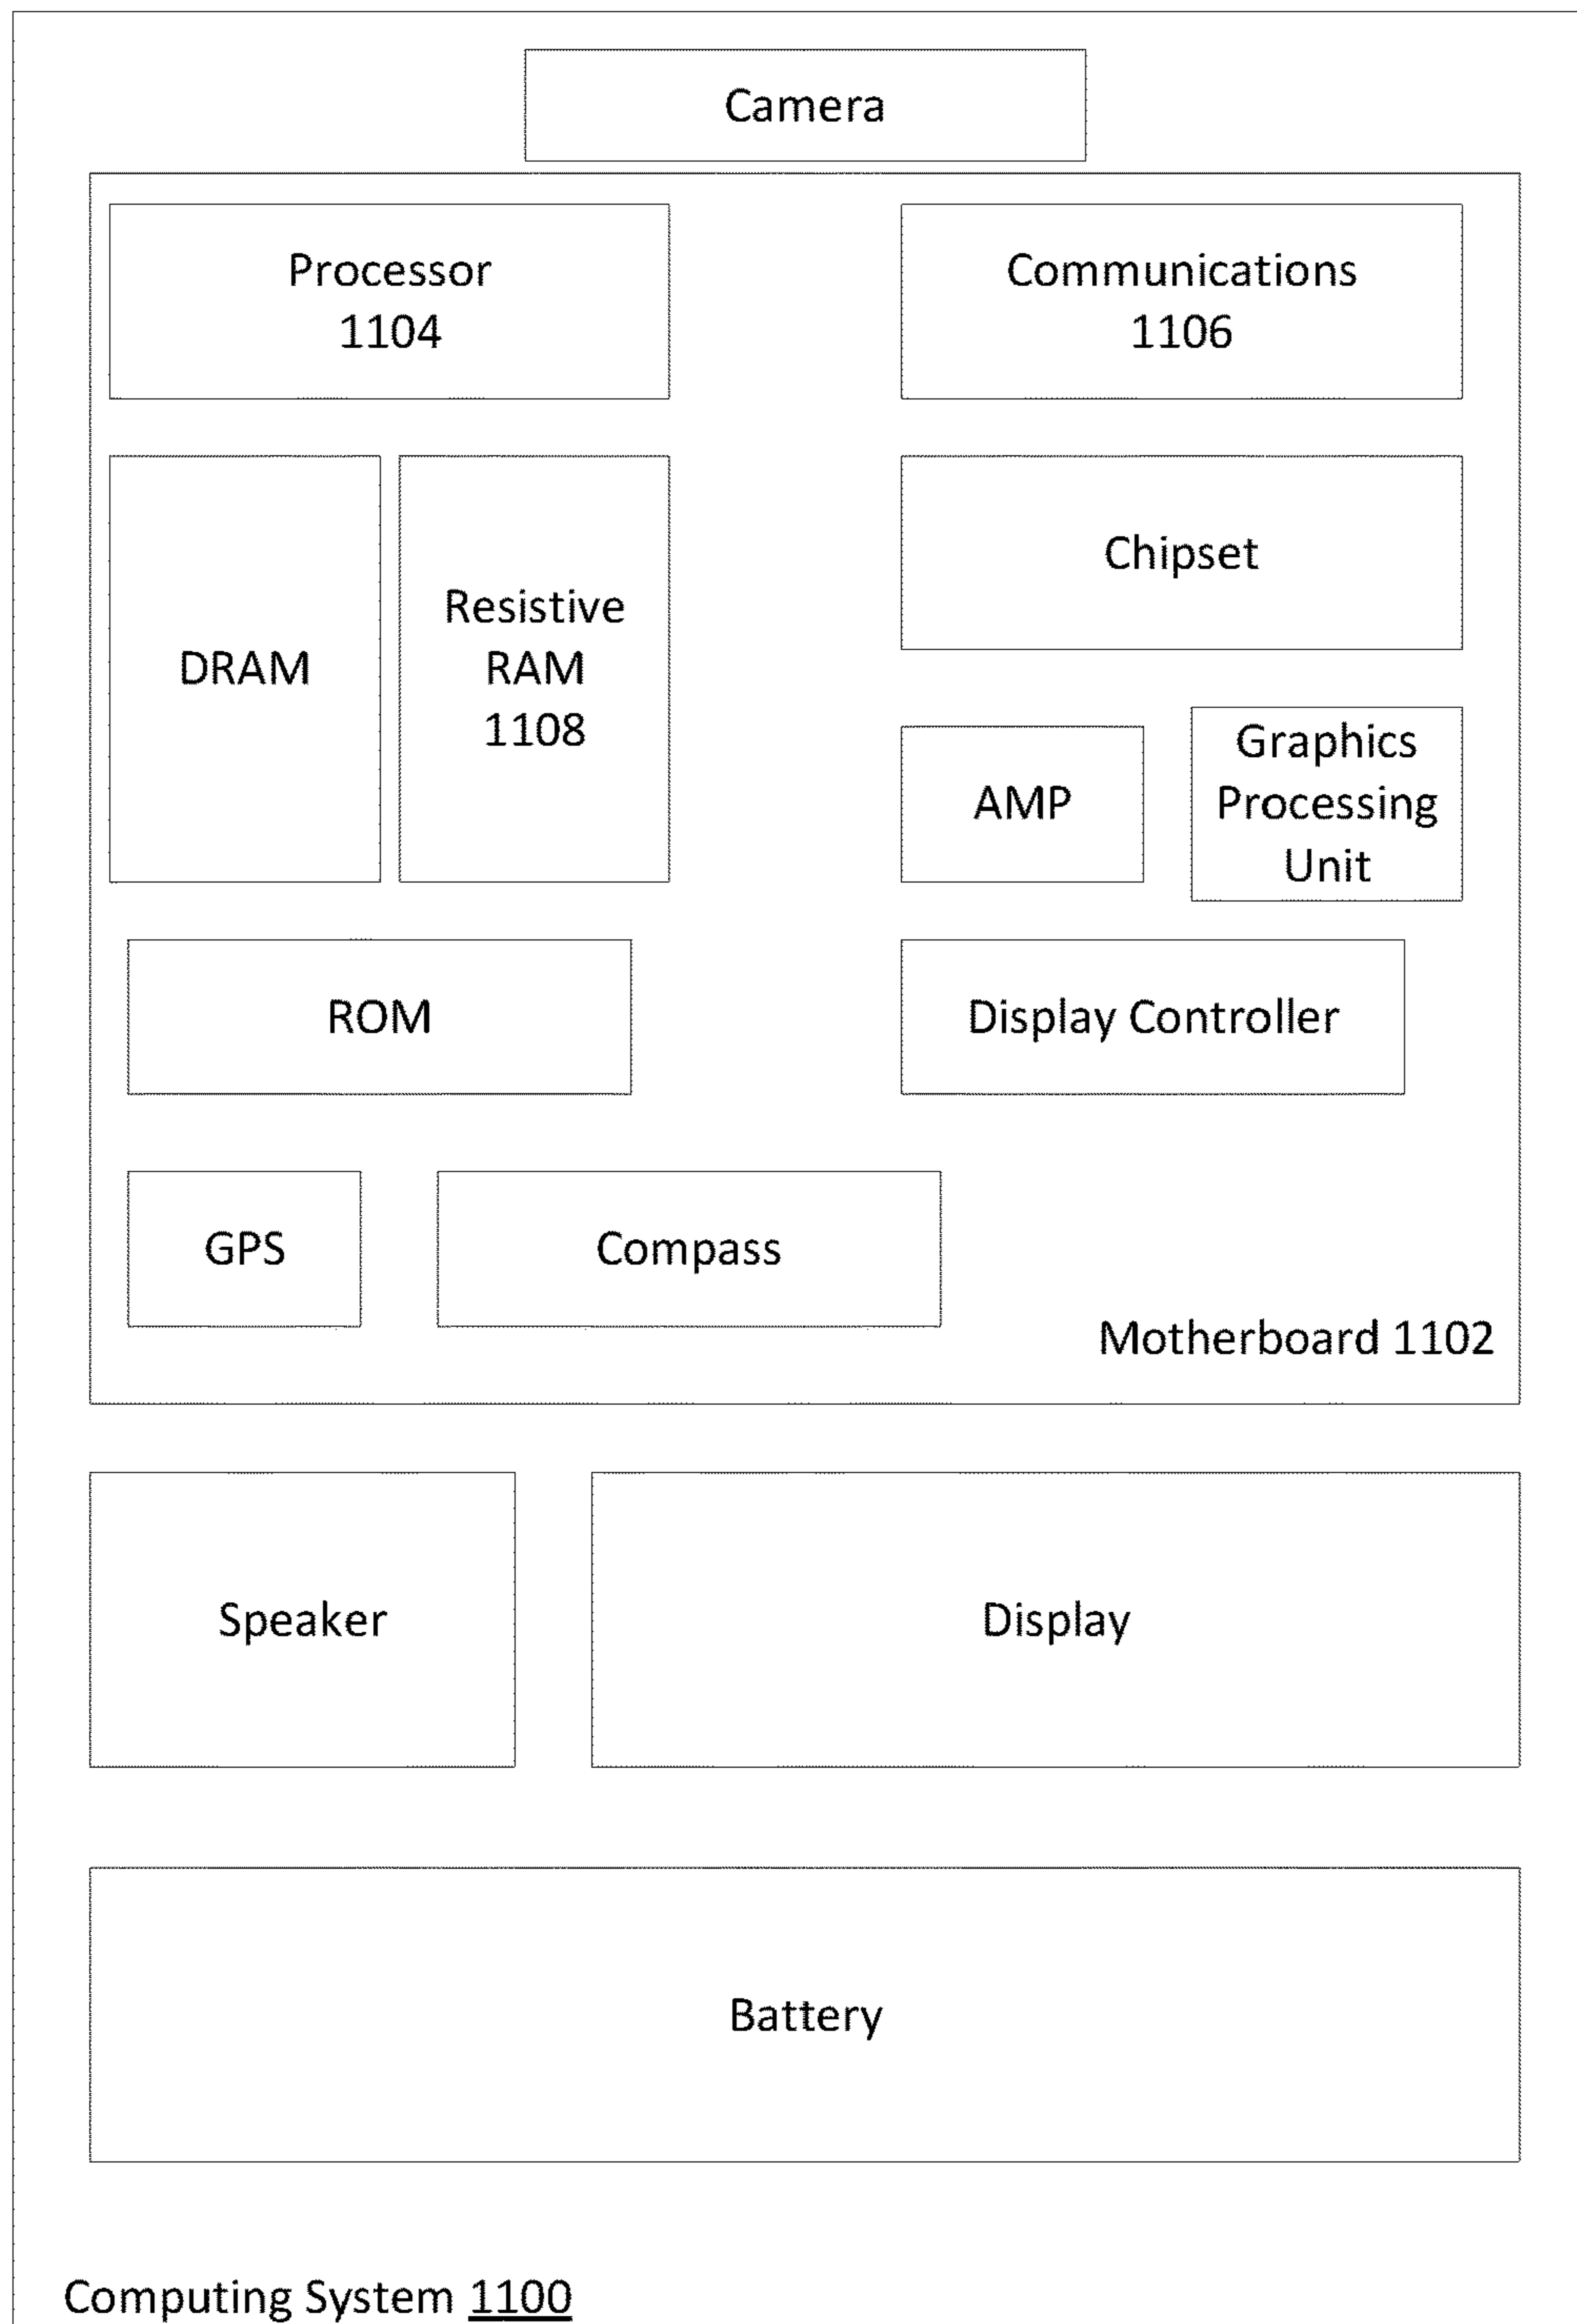 Camera
Processor
1104
Communications
1106
DRAM
Resistive
RAM
1108
Chipset
AMP
Graphics
Processing
Unit
ROM
Display Controller
GPS
Compass
Motherboard 1102
Speaker
Display
Battery
Computing System 1100